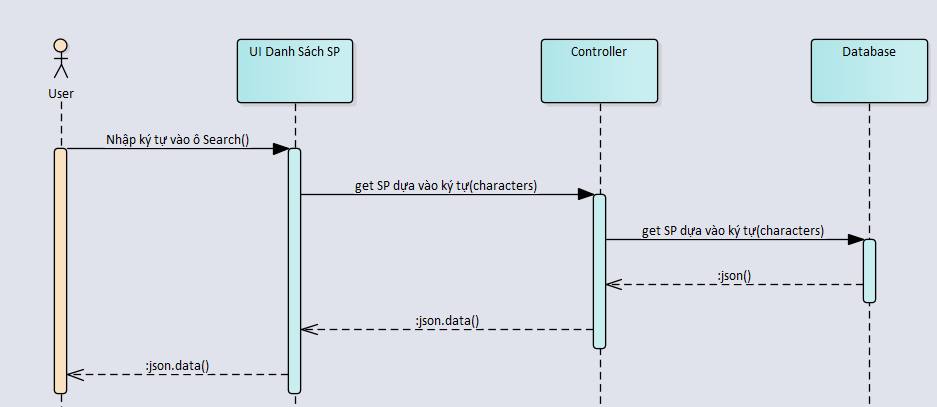 UI Danh Sách SP
Controller
Database
User
Nhập ký tự vào ô Search()
get SP dựa vào ký tự(characters)
get SP dựa vào ký tự(characters)
:json()
:json.data()
:json.data()